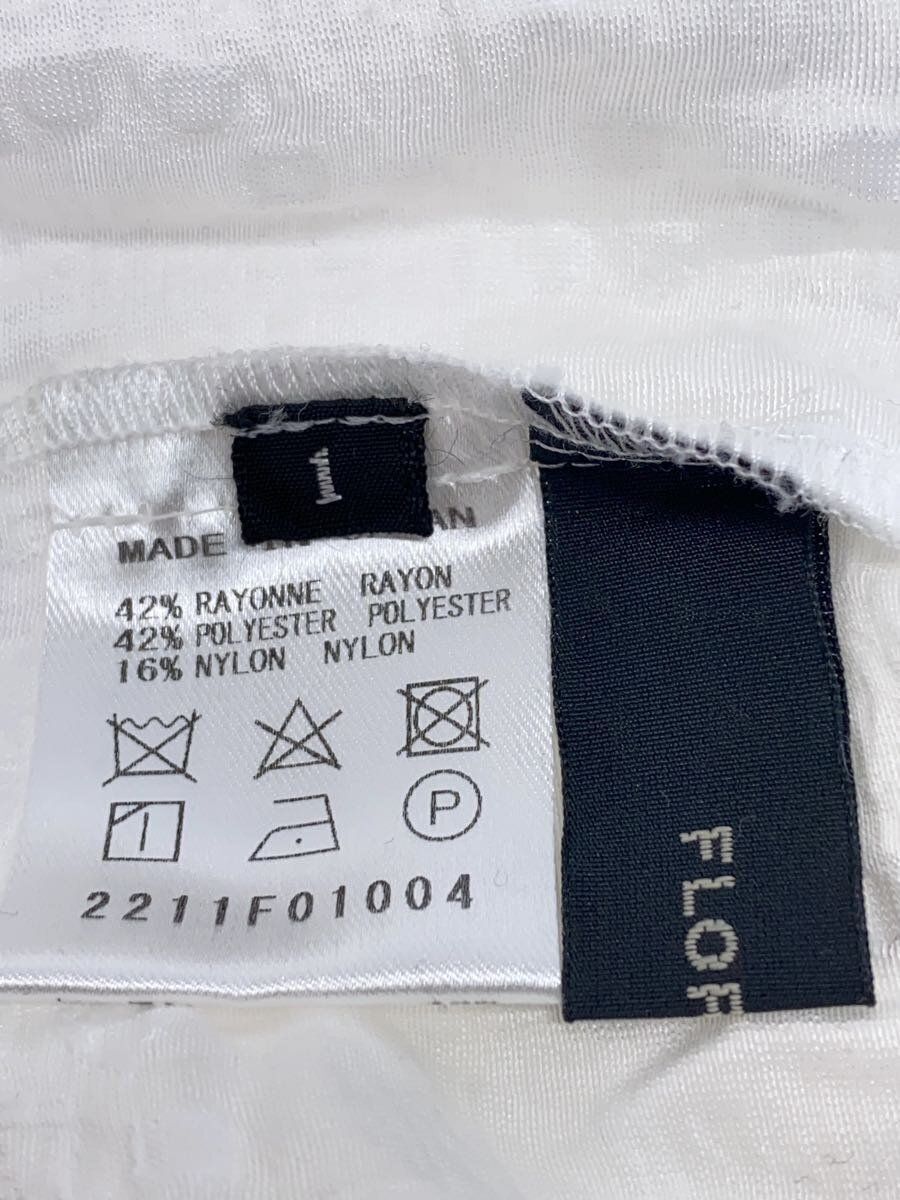 1
MADE
42% RAYONNE RAYON
42% POLYESTER POLYESTER
16% NYLON NYLON
P
2211F01004
FLOR